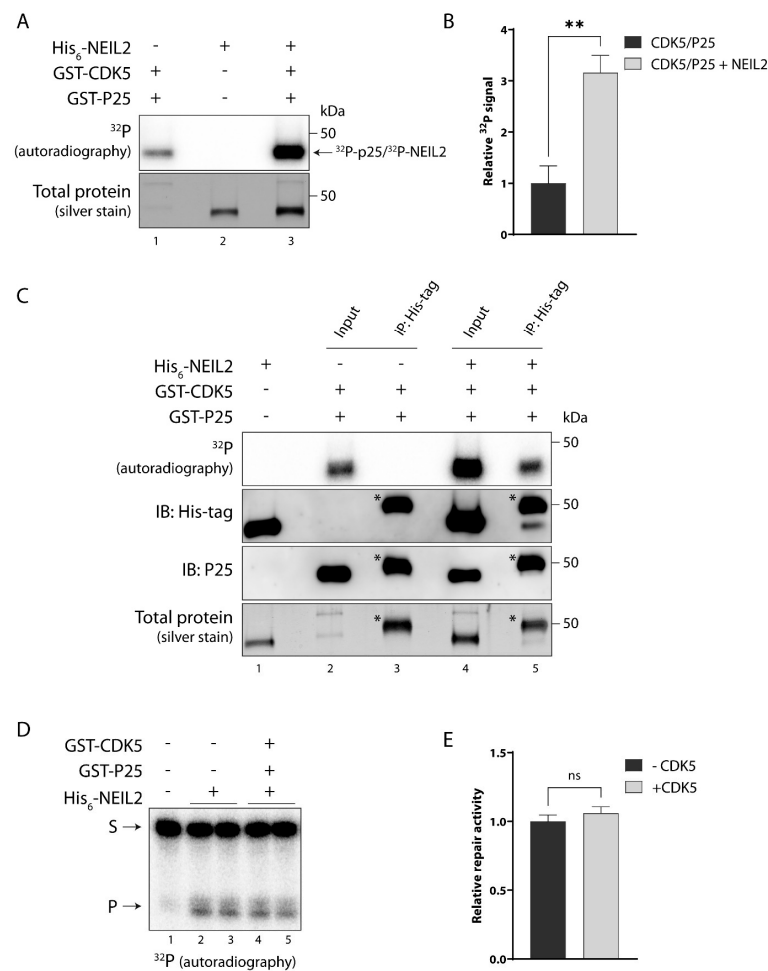 A
His6-NEIL2 - + +
GST-CDK5 + - +
GST-P25 + - +
kDa
32P
(autoradiography)
50
32P-p25/32P-NEIL2
Total protein
(silver stain)
50
1 2 3
B
Relative 32P signal
4
3
2
1
0
**
CDK5/P25
CDK5/P25 + NEIL2
C
Input iP: His-tag Input iP: His-tag
His6-NEIL2 + - - + +
GST-CDK5 - + + + +
GST-P25 - + + + +
kDa
32P
(autoradiography)
50
IB: His-tag
* *
50
IB: P25
* *
50
Total protein
(silver stain)
* *
50
1 2 3 4 5
D
GST-CDK5 - - +
GST-P25 - - +
His6-NEIL2 - + +
S
P
1 2 3 4 5
32P (autoradiography)
E
Relative repair activity
1.5
1.0
0.5
0.0
ns
- CDK5
+CDK5